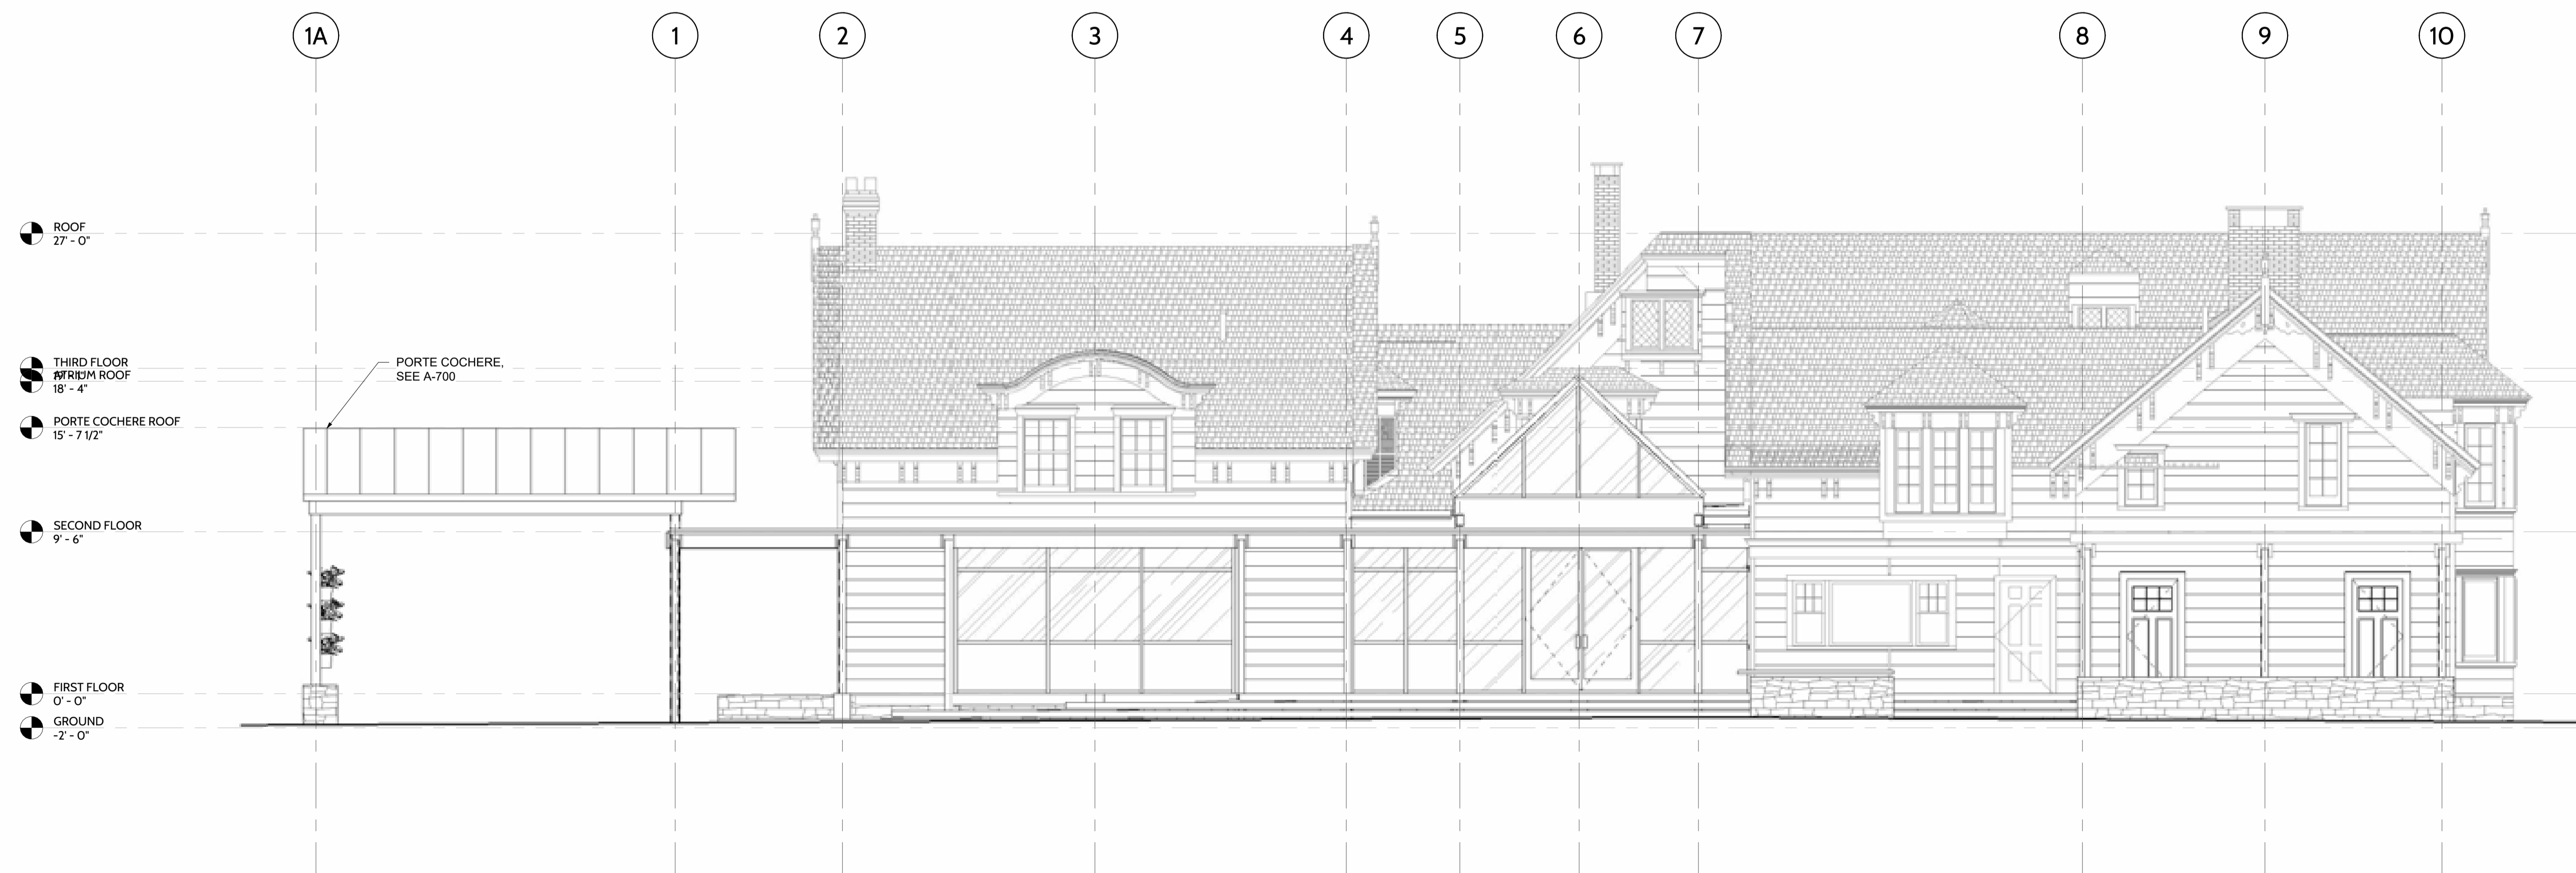 1A 1 2 3 4 5 6 7 8 9 10
ROOF
27' - 0"
THIRD FLOOR
ATRIUM ROOF
18' - 4"
PORTE COCHERE,
SEE A-700
PORTE COCHERE ROOF
15' - 7 1/2"
SECOND FLOOR
9' - 6"
FIRST FLOOR
0' - 0"
GROUND
-2' - 0"